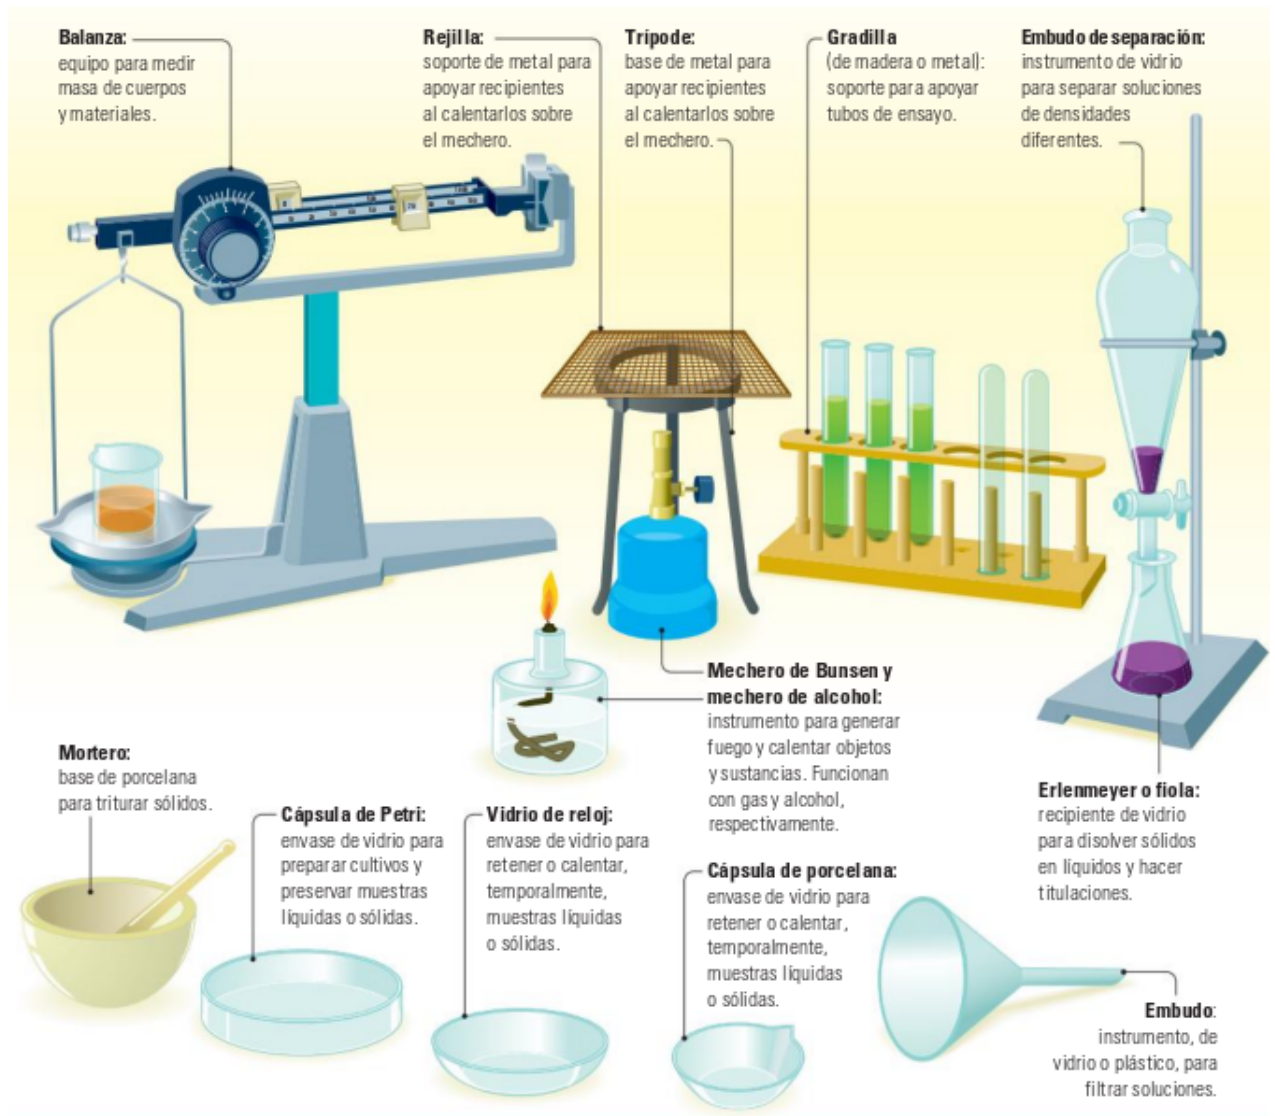 Balanza:
equipo para medir
masa de cuerpos
y materiales.
Rejilla:
soporte de metal para
apoyar recipientes
al calentarlos sobre
el mechero.
Trípode:
base de metal para
apoyar recipientes
al calentarlos sobre
el mechero.
Gradilla
(de madera o metal):
soporte para apoyar
tubos de ensayo.
Embudo de separación:
instrumento de vidrio
para separar soluciones
de densidades
diferentes.
Mechero de Bunsen y
mechero de alcohol:
instrumento para generar
fuego y calentar objetos
y sustancias. Funcionan
con gas y alcohol,
respectivamente.
Mortero:
base de porcelana
para triturar sólidos.
Cápsula de Petri:
envase de vidrio para
preparar cultivos y
preservar muestras
líquidas o sólidas.
Vidrio de reloj:
envase de vidrio para
retener o calentar,
temporalmente,
muestras líquidas
o sólidas.
Cápsula de porcelana:
envase de vidrio para
retener o calentar,
temporalmente,
muestras líquidas
o sólidas.
Erlenmeyer o fiola:
recipiente de vidrio
para disolver sólidos
en líquidos y hacer
titulaciones.
Embudo:
instrumento, de
vidrio o plástico, para
filtrar soluciones.